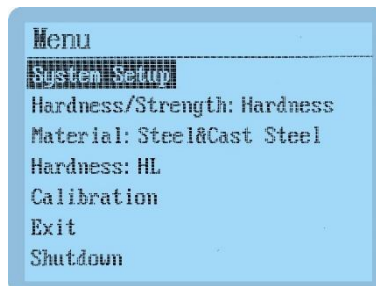 Menu
System Setup
Hardness/Strength: Hardness
Material: Steel&Cast Steel
Hardness: HL
Calibration
Exit
Shutdown